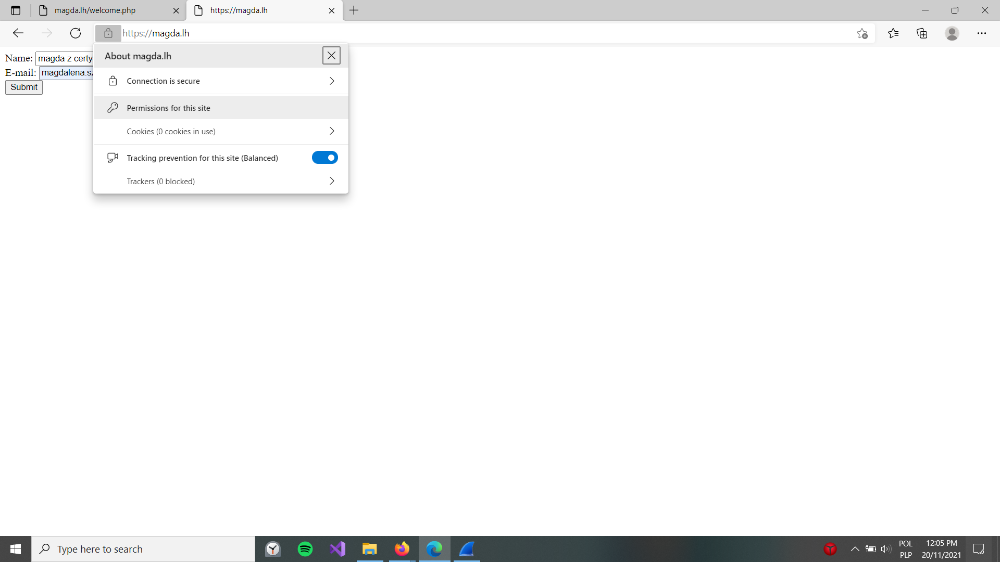 magda.lh/welcome.php
https://magda.lh
https://magda.lh
About magda.lh
Name: magda z certy
E-mail: magdalena.sz
Submit
Connection is secure
Permissions for this site
Cookies (0 cookies in use)
Tracking prevention for this site (Balanced)
Trackers (0 blocked)
Type here to search
POL
PLP
12:05 PM
20/11/2021